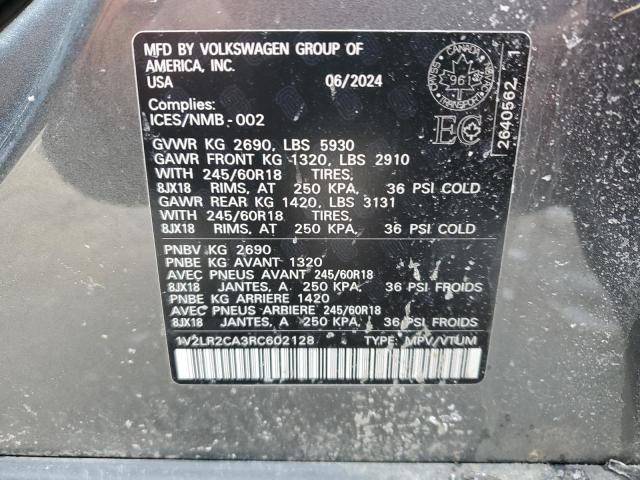 MFD BY VOLKSWAGEN GROUP OF
AMERICA, INC.
USA 06/2024
Complies:
ICES/NMB-002
GVWR KG 2690, LBS 5930
GAWR FRONT KG 1320, LBS 2910
WITH 245/60R18 TIRES,
8JX18 RIMS, AT 250 KPA, 36 PSI COLD
GAWR REAR KG 1420, LBS 3131
WITH 245/60R18 TIRES,
8JX18 RIMS, AT 250 KPA, 36 PSI COLD
PNBV KG 2690
PNBE KG AVANT 1320
AVEC PNEUS AVANT 245/60R18
8JX18 JANTES, A 250 KPA, 36 PSI FROIDS
PNBE KG ARRIERE 1420
AVEC PNEUS ARRIERE 245/60R18
8JX18 JANTES, A 250 KPA, 36 PSI FROIDS
1V2LR2CA3RC602128 TYPE: MPV/VTUM
CANADA
961
TRANSPORT
EC
2640562 1